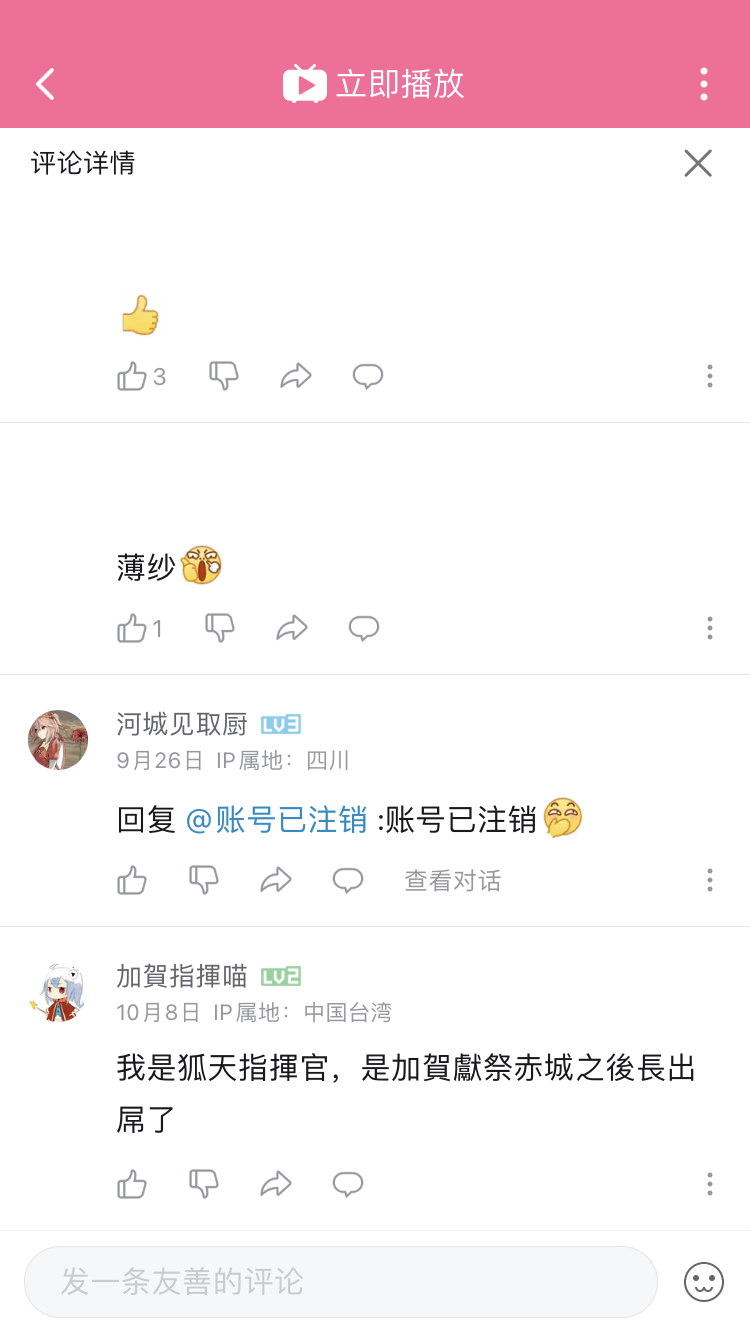 立即播放
评论详情
3
薄纱
1
河城见取厨 LV3
9月26日 IP属地：四川
回复 @账号已注销 :账号已注销
查看对话
加賀指揮喵 LV2
10月8日 IP属地：中国台湾
我是狐天指揮官，是加賀獻祭赤城之後長出
屌了
发一条友善的评论